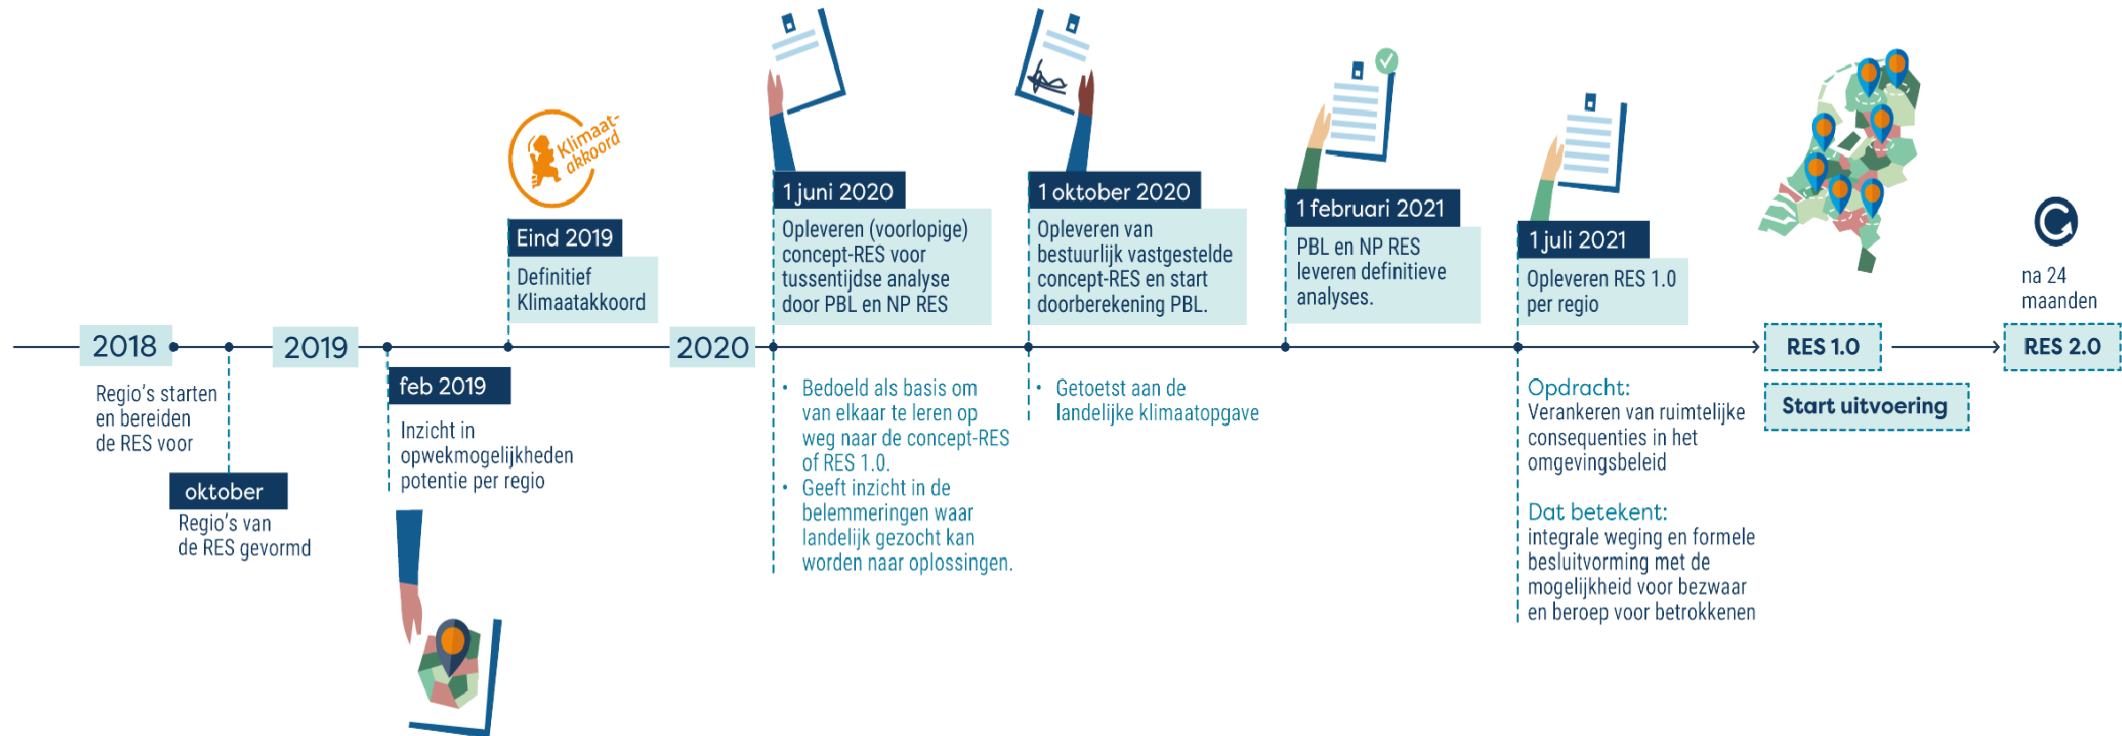 2018
Regio's starten
en bereiden
de RES voor
oktober
Regio's van
de RES gevormd
2019
feb 2019
Inzicht in
opwekmogelijkheden
potentie per regio
Klimaat-
akkoord
Eind 2019
Definitief
Klimaatakkoord
2020
1 juni 2020
Opleveren (voorlopige)
concept-RES voor
tussentijdse analyse
door PBL en NP RES
• Bedoeld als basis om
van elkaar te leren op
weg naar de concept-RES
of RES 1.0.
• Geeft inzicht in de
belemmeringen waar
landelijk gezocht kan
worden naar oplossingen.
1 oktober 2020
Opleveren van
bestuurlijk vastgestelde
concept-RES en start
doorberekening PBL.
• Getoetst aan de
landelijke klimaatopgave
1 februari 2021
PBL en NP RES
leveren definitieve
analyses.
1 juli 2021
Opleveren RES 1.0
per regio
Opdracht:
Verankeren van ruimtelijke
consequenties in het
omgevingsbeleid
Dat betekent:
integrale weging en formele
besluitvorming met de
mogelijkheid voor bezwaar
en beroep voor betrokkenen
RES 1.0
Start uitvoering
na 24
maanden
RES 2.0